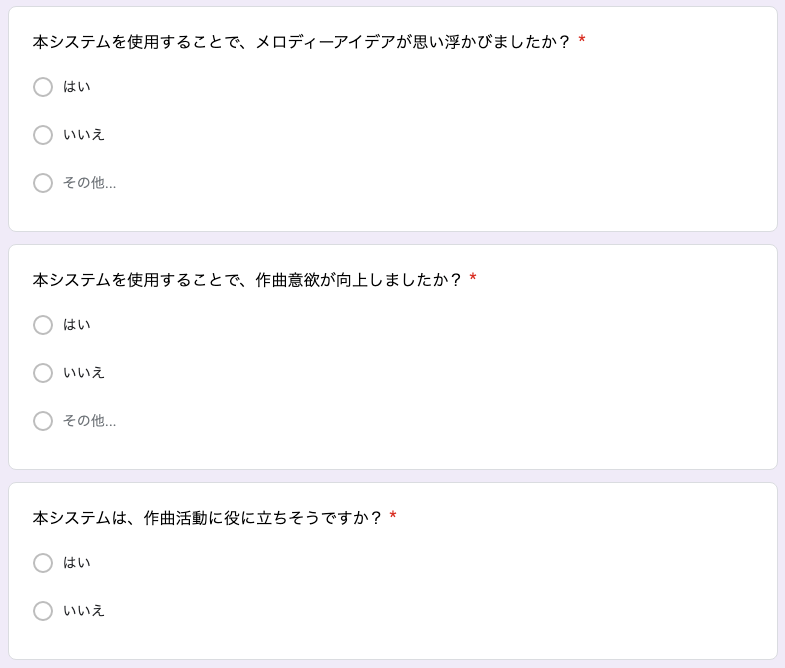 本システムを使用することで、メロディーアイデアが思い浮かびましたか？ *
はい
いいえ
その他...
本システムを使用することで、作曲意欲が向上しましたか？ *
はい
いいえ
その他...
本システムは、作曲活動に役に立ちそうですか？ *
はい
いいえ